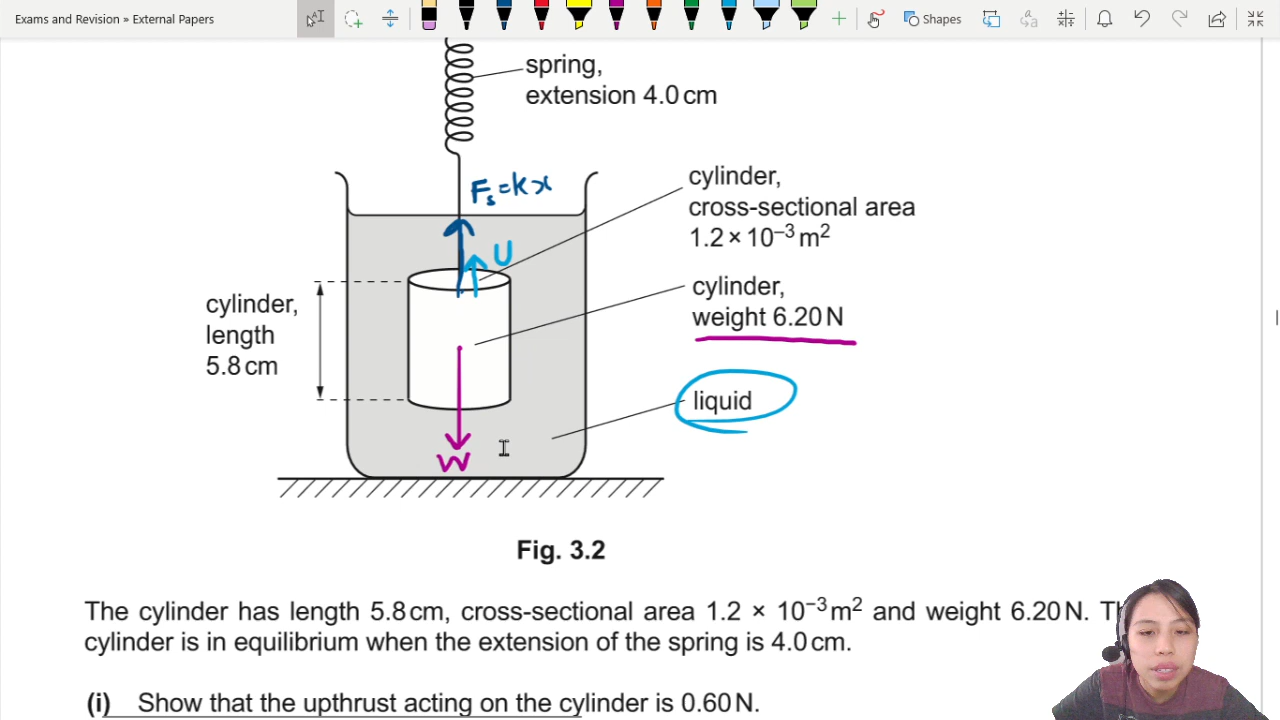 Exams and Revision » External Papers
Shapes
spring,
extension 4.0 cm
Fₛ=kx
U
cylinder,
cross-sectional area
1.2 × 10⁻³ m²
cylinder,
weight 6.20 N
cylinder,
length
5.8 cm
liquid
W
Fig. 3.2
The cylinder has length 5.8 cm, cross-sectional area 1.2 × 10⁻³ m² and weight 6.20 N.
cylinder is in equilibrium when the extension of the spring is 4.0 cm.
(i) Show that the upthrust acting on the cylinder is 0.60 N.